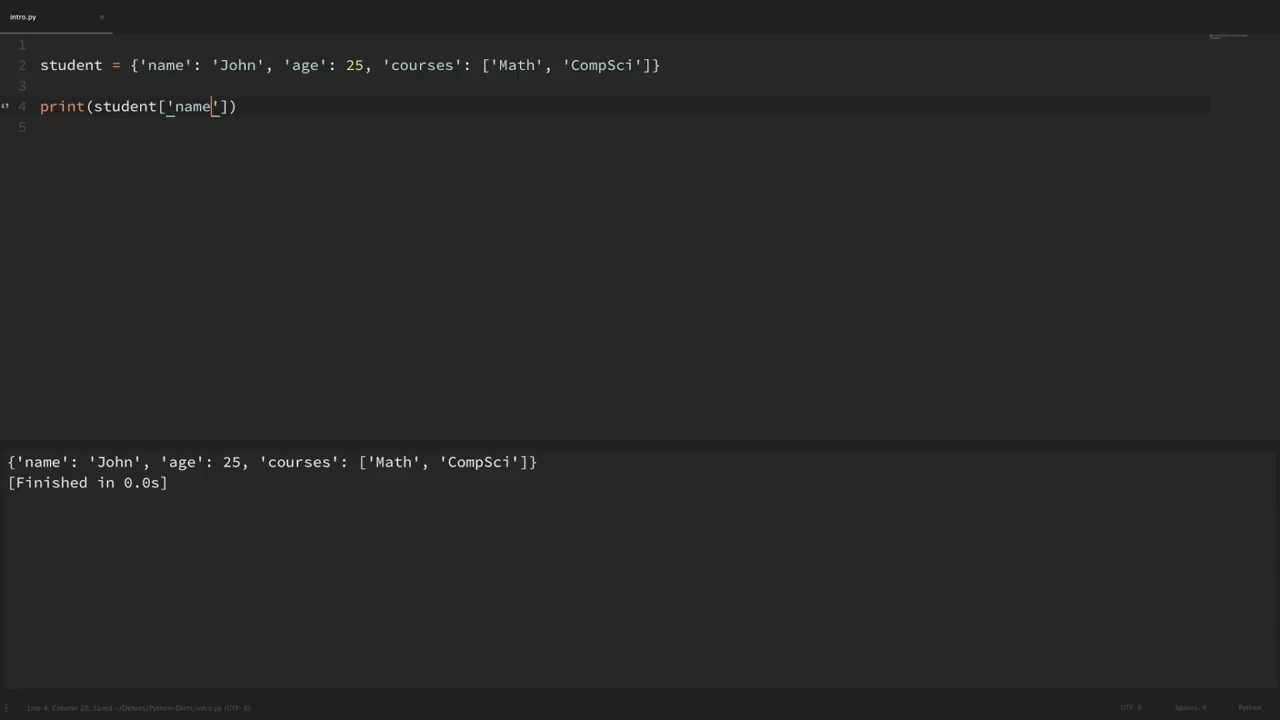 intro.py ×
1
2 student = {'name': 'John', 'age': 25, 'courses': ['Math', 'CompSci']}
3
4 print(student['name'])
5
{'name': 'John', 'age': 25, 'courses': ['Math', 'CompSci']}
[Finished in 0.0s]
Line 4, Column 20, Saved ~/Demos/Python-Dicts/intro.py (UTF-8) UTF-8 Spaces: 4 Python